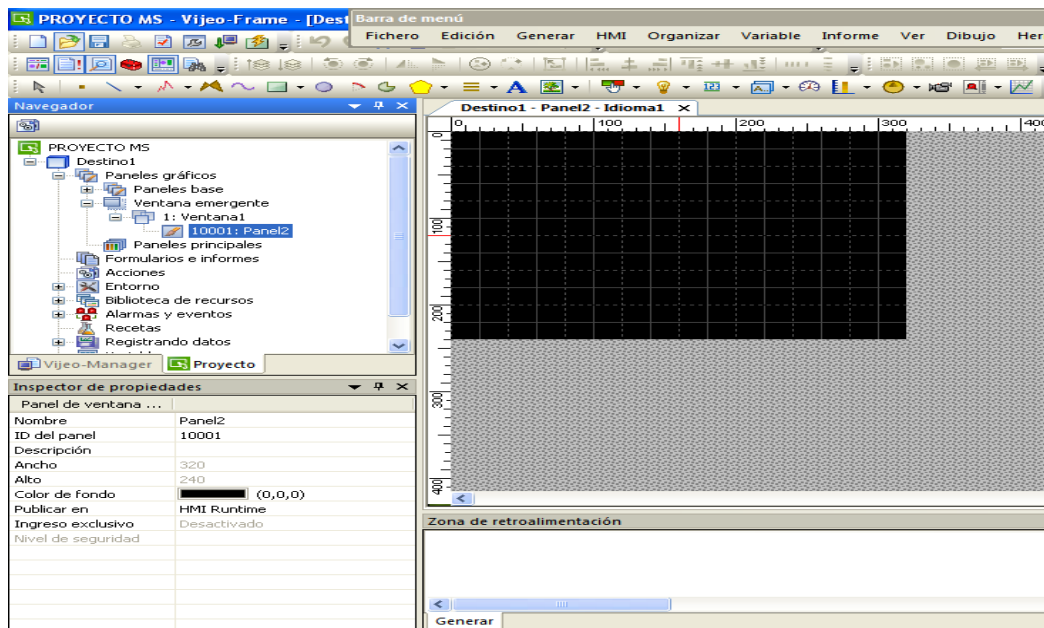 PROYECTO MS - Vijeo-Frame - [Dest
Barra de menú
Fichero Edición Generar HMI Organizar Variable Informe Ver Dibujo Her
Navegador
Destino1 - Panel2 - Idioma1
PROYECTO MS
Destino1
Paneles gráficos
Paneles base
Ventana emergente
1: Ventana1
10001: Panel2
Paneles principales
Formularios e informes
Acciones
Entorno
Biblioteca de recursos
Alarmas y eventos
Recetas
Registrando datos
Vijeo-Manager Proyecto
0 100 200 300 400
0
100
200
300
400
Inspector de propiedades
Panel de ventana ...
Nombre Panel2
ID del panel 10001
Descripción
Ancho 320
Alto 240
Color de fondo (0,0,0)
Publicar en HMI Runtime
Ingreso exclusivo Desactivado
Nivel de seguridad
Zona de retroalimentación
Generar